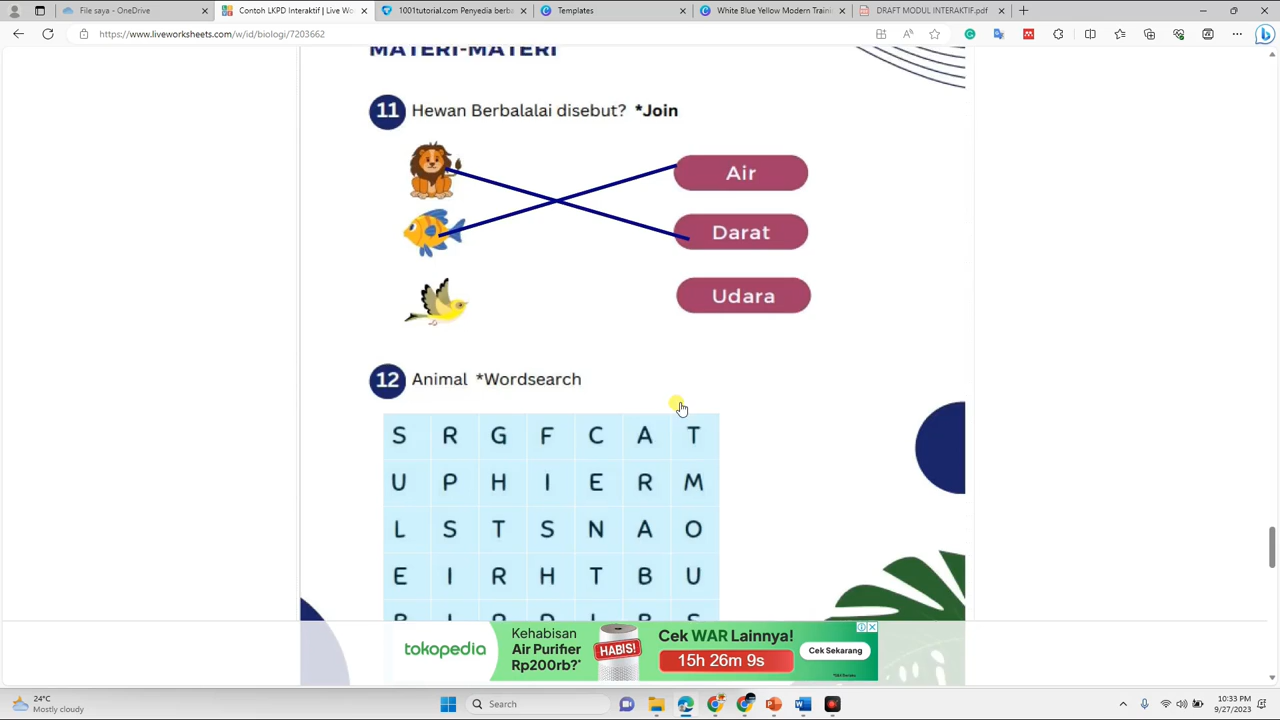 File saya - OneDrive
Contoh LKPD Interaktif | Live Wo
1001tutorial.com Penyedia berba
Templates
White Blue Yellow Modern Traini
DRAFT MODUL INTERAKTIF.pdf
https://www.liveworksheets.com/w/id/biologi/7203662
MATERI-MATERI
11 Hewan Berbalalai disebut? *Join
Air
Darat
Udara
12 Animal *Wordsearch
S R G F C A T
U P H I E R M
L S T S N A O
E I R H T B U
tokopedia
Kehabisan
Air Purifier
Rp200rb?*
HABIS!
Cek WAR Lainnya!
15h 26m 9s
Cek Sekarang
24°C
Mostly cloudy
Search
10:33 PM
9/27/2023